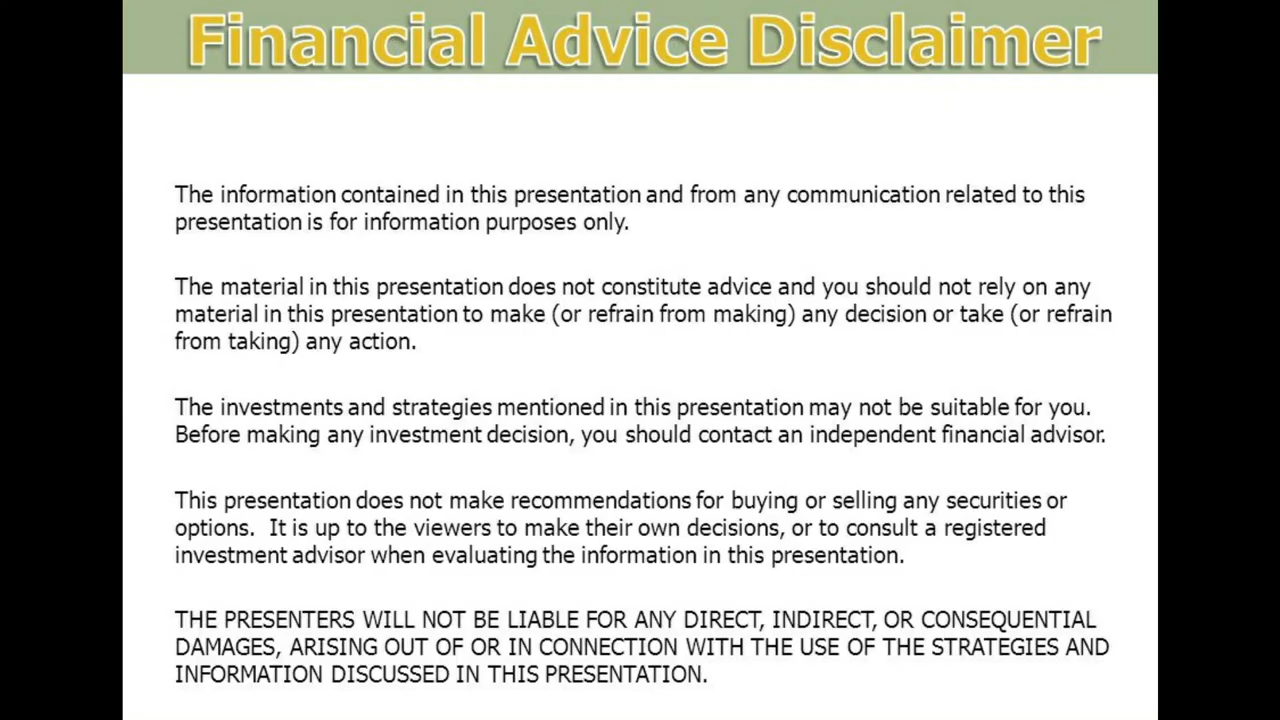 Financial Advice Disclaimer
The information contained in this presentation and from any communication related to this
presentation is for information purposes only.
The material in this presentation does not constitute advice and you should not rely on any
material in this presentation to make (or refrain from making) any decision or take (or refrain
from taking) any action.
The investments and strategies mentioned in this presentation may not be suitable for you.
Before making any investment decision, you should contact an independent financial advisor.
This presentation does not make recommendations for buying or selling any securities or
options.  It is up to the viewers to make their own decisions, or to consult a registered
investment advisor when evaluating the information in this presentation.
THE PRESENTERS WILL NOT BE LIABLE FOR ANY DIRECT, INDIRECT, OR CONSEQUENTIAL
DAMAGES, ARISING OUT OF OR IN CONNECTION WITH THE USE OF THE STRATEGIES AND
INFORMATION DISCUSSED IN THIS PRESENTATION.